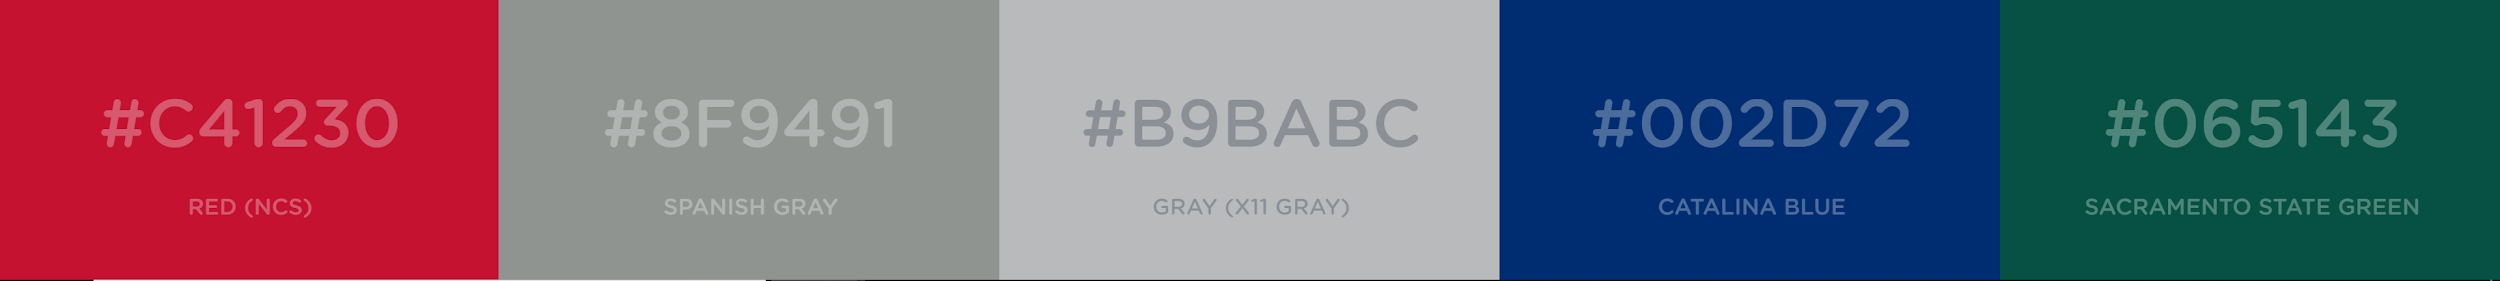 #C41230
RED (NCS)
#8F9491
SPANISH GRAY
#B9BABC
GRAY (X11 GRAY)
#002D72
CATALINA BLUE
#065143
SACRAMENTO STATE GREEN